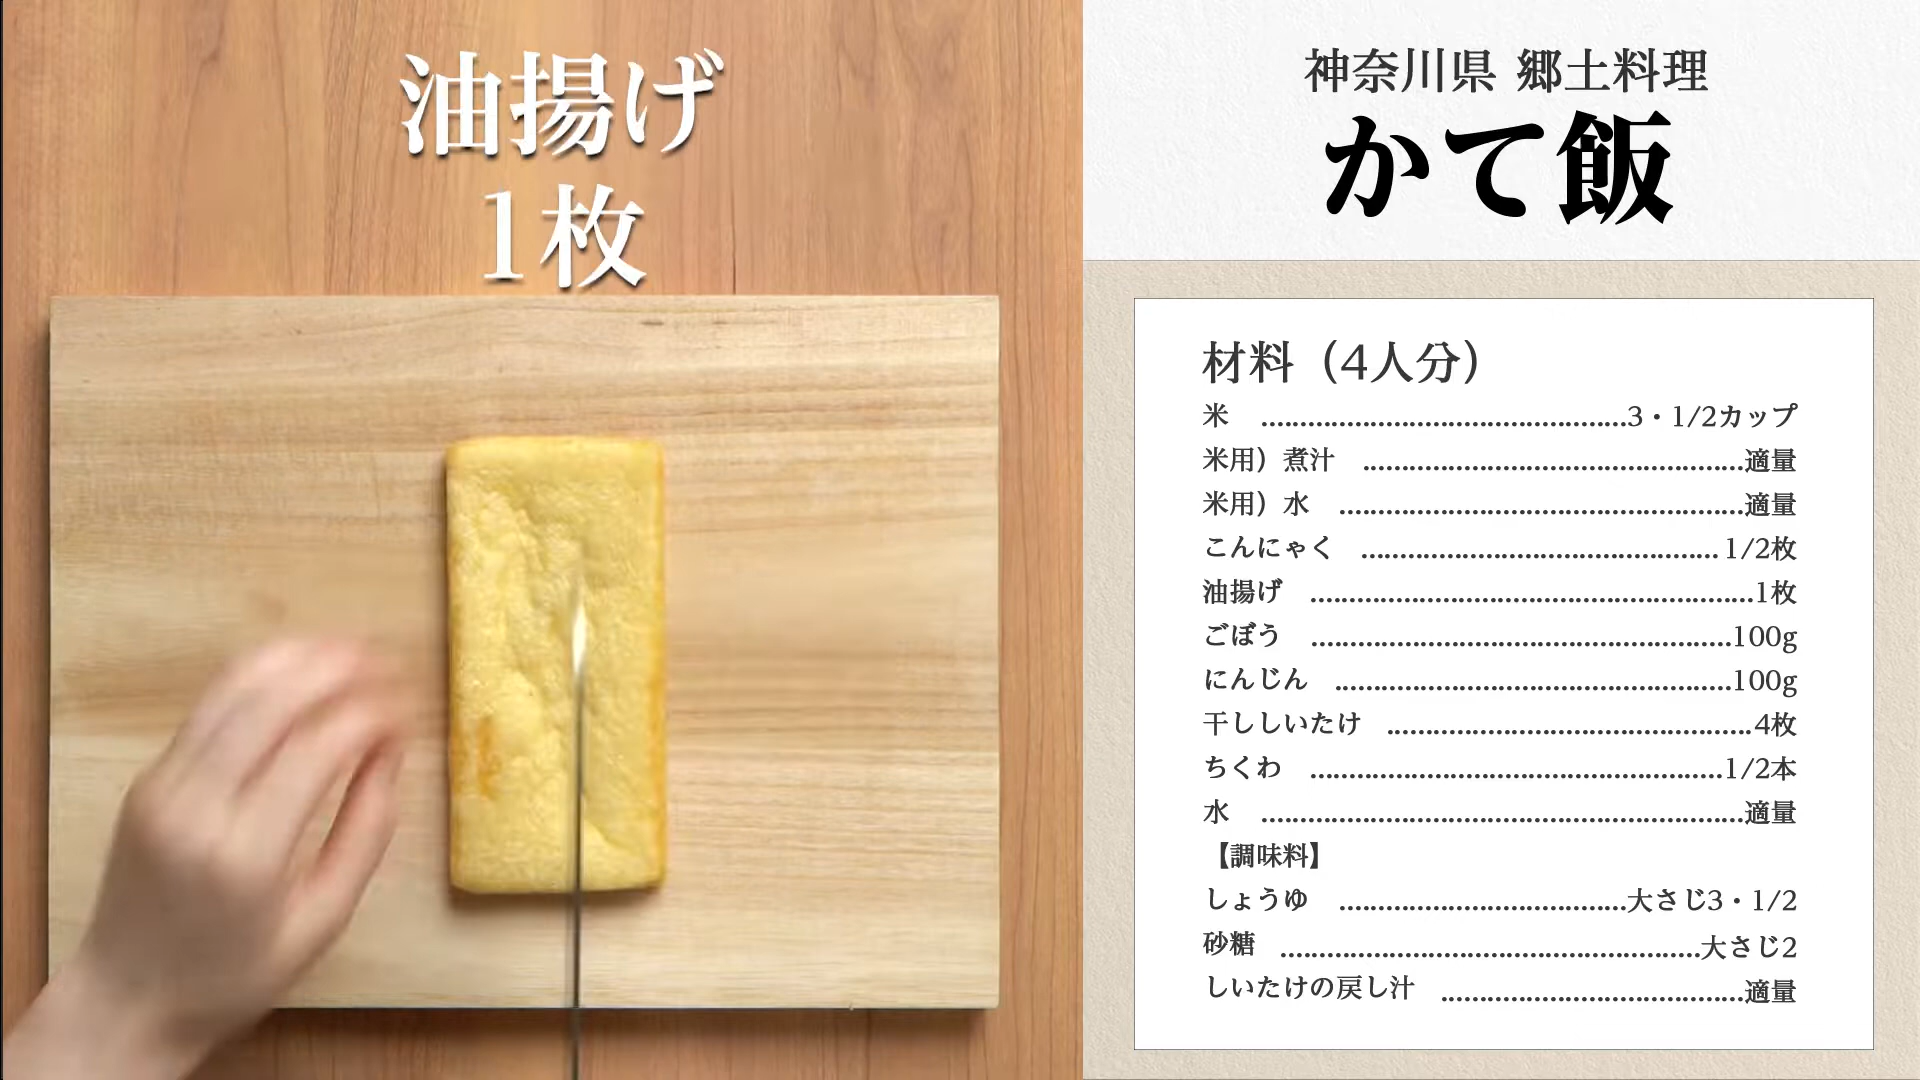 油揚げ
1枚
神奈川県 郷土料理
かて飯
材料（4人分）
米 ……………………………………3・1/2カップ
米用）煮汁 ……………………………………適量
米用）水 ……………………………………適量
こんにゃく ……………………………………1/2枚
油揚げ ……………………………………1枚
ごぼう ……………………………………100g
にんじん ……………………………………100g
干ししいたけ ……………………………………4枚
ちくわ ……………………………………1/2本
水 ……………………………………適量
【調味料】
しょうゆ ……………………………………大さじ3・1/2
砂糖 ……………………………………大さじ2
しいたけの戻し汁 ……………………………………適量